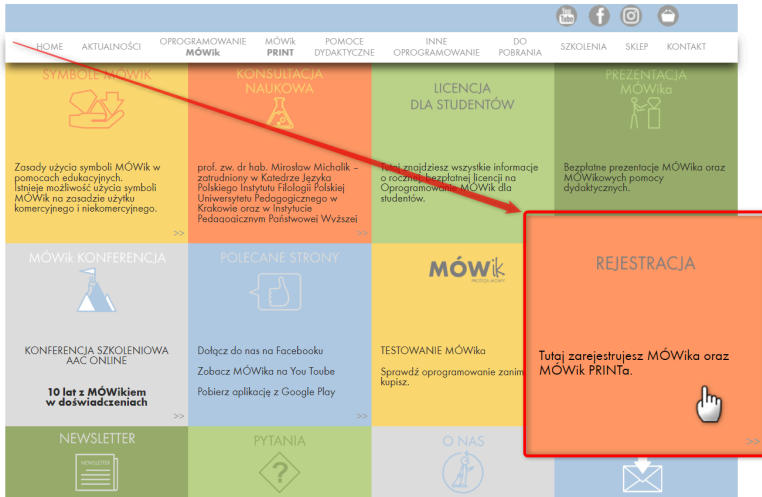 You
Tube
HOME
AKTUALNOŚCI
OPROGRAMOWANIE
MÓWik
MÓWik
PRINT
POMOCE
DYDAKTYCZNE
INNE
OPROGRAMOWANIE
DO
POBRANIA
SZKOLENIA
SKLEP
KONTAKT
SYMBOLE MÓWIK
Zasady użycia symboli MÓWik w
pomocach edukacyjnych.
Istnieje możliwość użycia symboli
MÓWik na zasadzie użytku
komercyjnego i niekomercyjnego.
>>
KONSULTACJA
NAUKOWA
prof. zw. dr hab. Mirosław Michalik –
zatrudniony w Katedrze Języka
Polskiego Instytutu Filologii Polskiej
Uniwersytetu Pedagogicznego w
Krakowie oraz w Instytucie
Pedagogicznym Państwowej Wyższej
>>
LICENCJA
DLA STUDENTÓW
Tutaj znajdziesz wszystkie informacje
o rocznej, bezpłatnej licencji na
Oprogramowanie MÓWik dla
studentów.
PREZENTACJA
MÓWika
Bezpłatne prezentacje MÓWika oraz
MÓWikowych pomocy
dydaktycznych.
MÓWik KONFERENCJA
KONFERENCJA SZKOLENIOWA
AAC ONLINE
10 lat z MÓWikiem
w doświadczeniach
>>
POLECANE STRONY
Dołącz do nas na Facebooku
Zobacz MÓWika na You Toube
Pobierz aplikację z Google Play
>>
MÓWik
PROTEZA MOWY
TESTOWANIE MÓWika
Sprawdź oprogramowanie zanim
kupisz.
REJESTRACJA
Tutaj zarejestrujesz MÓWika oraz
MÓWik PRINTa.
>>
NEWSLETTER
NEWSLETTER
PYTANIA
?
O NAS